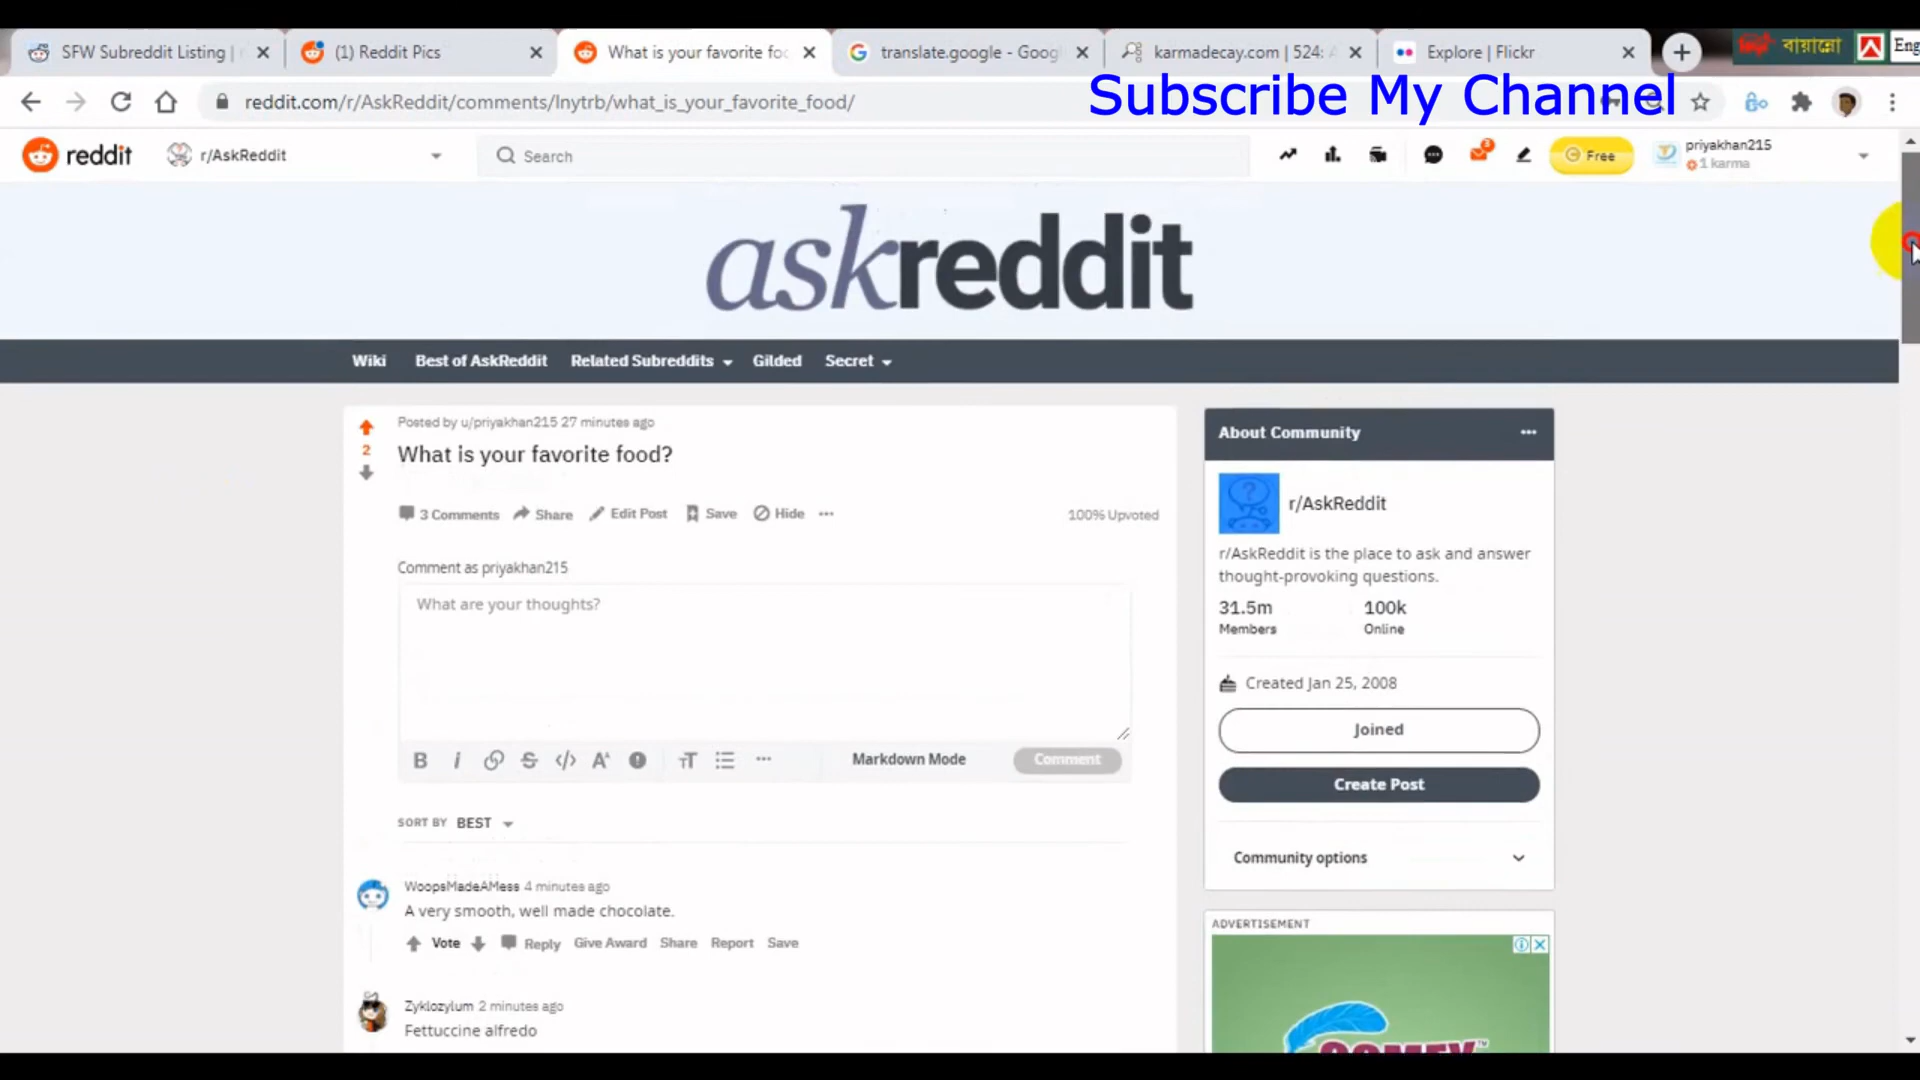 SFW Subreddit Listing |
(1) Reddit Pics
What is your favorite foo
translate.google - Goog
karmadecay.com | 524: A
Explore | Flickr
বায়ান্নো
Eng
reddit.com/r/AskReddit/comments/lnytrb/what_is_your_favorite_food/
Subscribe My Channel
reddit
r/AskReddit
Search
3
Free
priyakhan215
1 karma
askreddit
Wiki
Best of AskReddit
Related Subreddits
Gilded
Secret
Posted by u/priyakhan215 27 minutes ago
2
What is your favorite food?
3 Comments
Share
Edit Post
Save
Hide
100% Upvoted
Comment as priyakhan215
What are your thoughts?
Markdown Mode
Comment
SORT BY BEST
WoopsMadeAMess 4 minutes ago
A very smooth, well made chocolate.
Vote
Reply
Give Award
Share
Report
Save
Zyklozylum 2 minutes ago
Fettuccine alfredo
About Community
r/AskReddit
r/AskReddit is the place to ask and answer
thought-provoking questions.
31.5m
100k
Members
Online
Created Jan 25, 2008
Joined
Create Post
Community options
ADVERTISEMENT